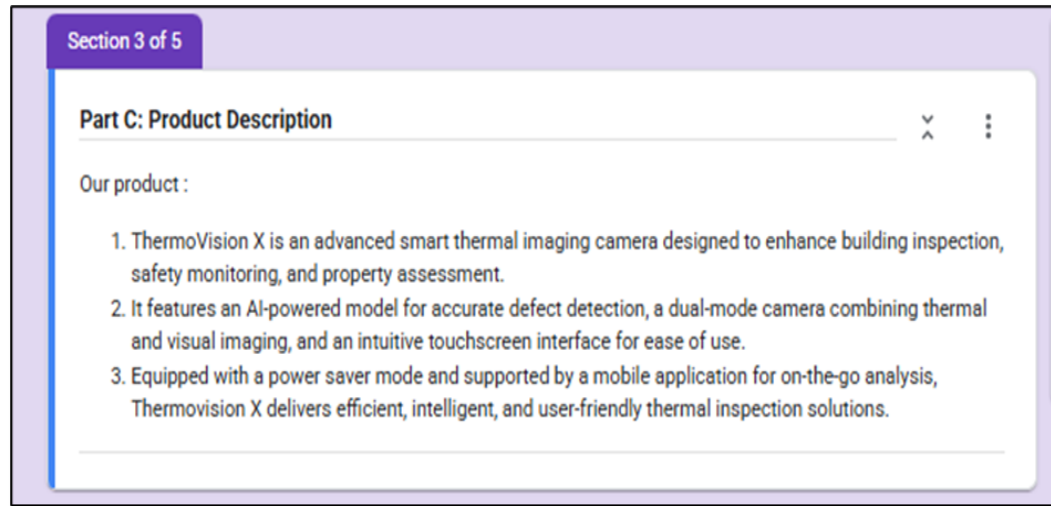 Section 3 of 5
Part C: Product Description
Our product :
1. ThermoVision X is an advanced smart thermal imaging camera designed to enhance building inspection,
safety monitoring, and property assessment.
2. It features an AI-powered model for accurate defect detection, a dual-mode camera combining thermal
and visual imaging, and an intuitive touchscreen interface for ease of use.
3. Equipped with a power saver mode and supported by a mobile application for on-the-go analysis,
Thermovision X delivers efficient, intelligent, and user-friendly thermal inspection solutions.